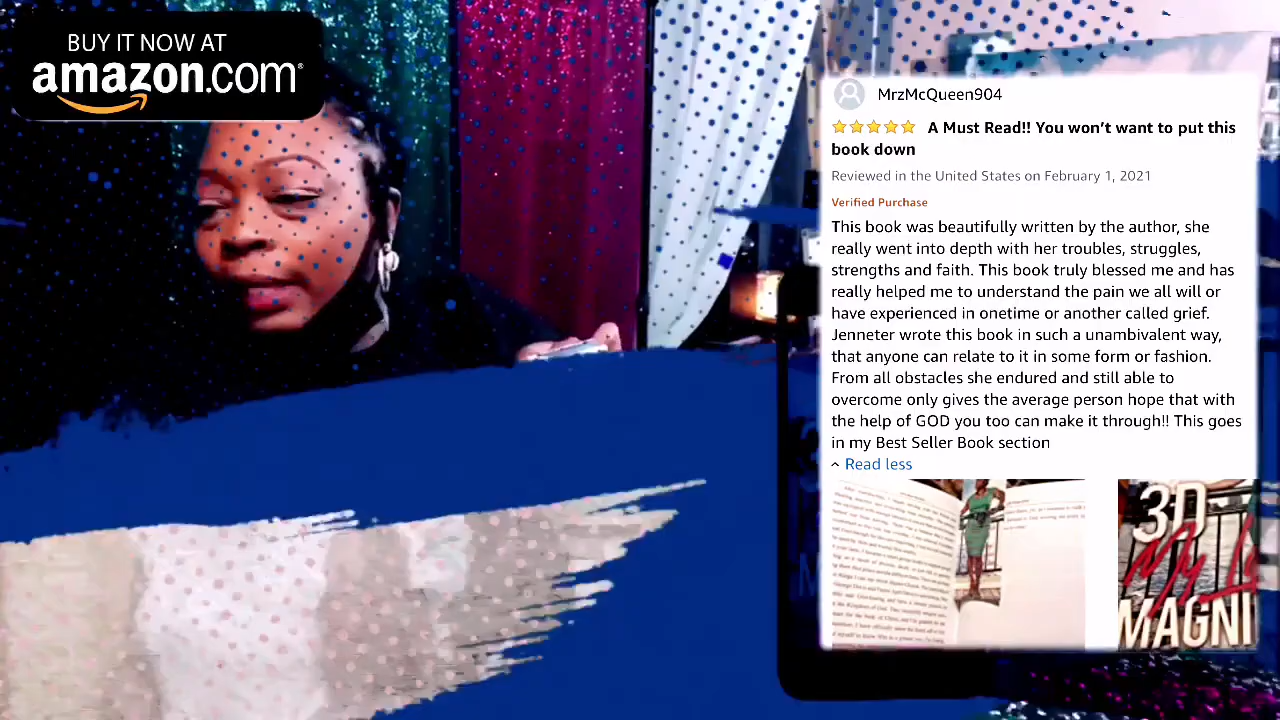 BUY IT NOW AT
amazon.com®
MrzMcQueen904
A Must Read!! You won’t want to put this
book down
Reviewed in the United States on February 1, 2021
Verified Purchase
This book was beautifully written by the author, she
really went into depth with her troubles, struggles,
strengths and faith. This book truly blessed me and has
really helped me to understand the pain we all will or
have experienced in onetime or another called grief.
Jenneter wrote this book in such a unambivalent way,
that anyone can relate to it in some form or fashion.
From all obstacles she endured and still able to
overcome only gives the average person hope that with
the help of GOD you too can make it through!! This goes
in my Best Seller Book section
Read less
3D
My
MAGNI